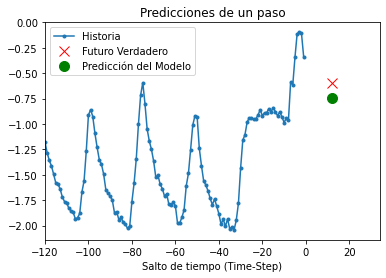 Predicciones de un paso
Historia
Futuro Verdadero
Predicción del Modelo
0.00
−0.25
−0.50
−0.75
−1.00
−1.25
−1.50
−1.75
−2.00
−120 −100 −80 −60 −40 −20 0 20
Salto de tiempo (Time-Step)